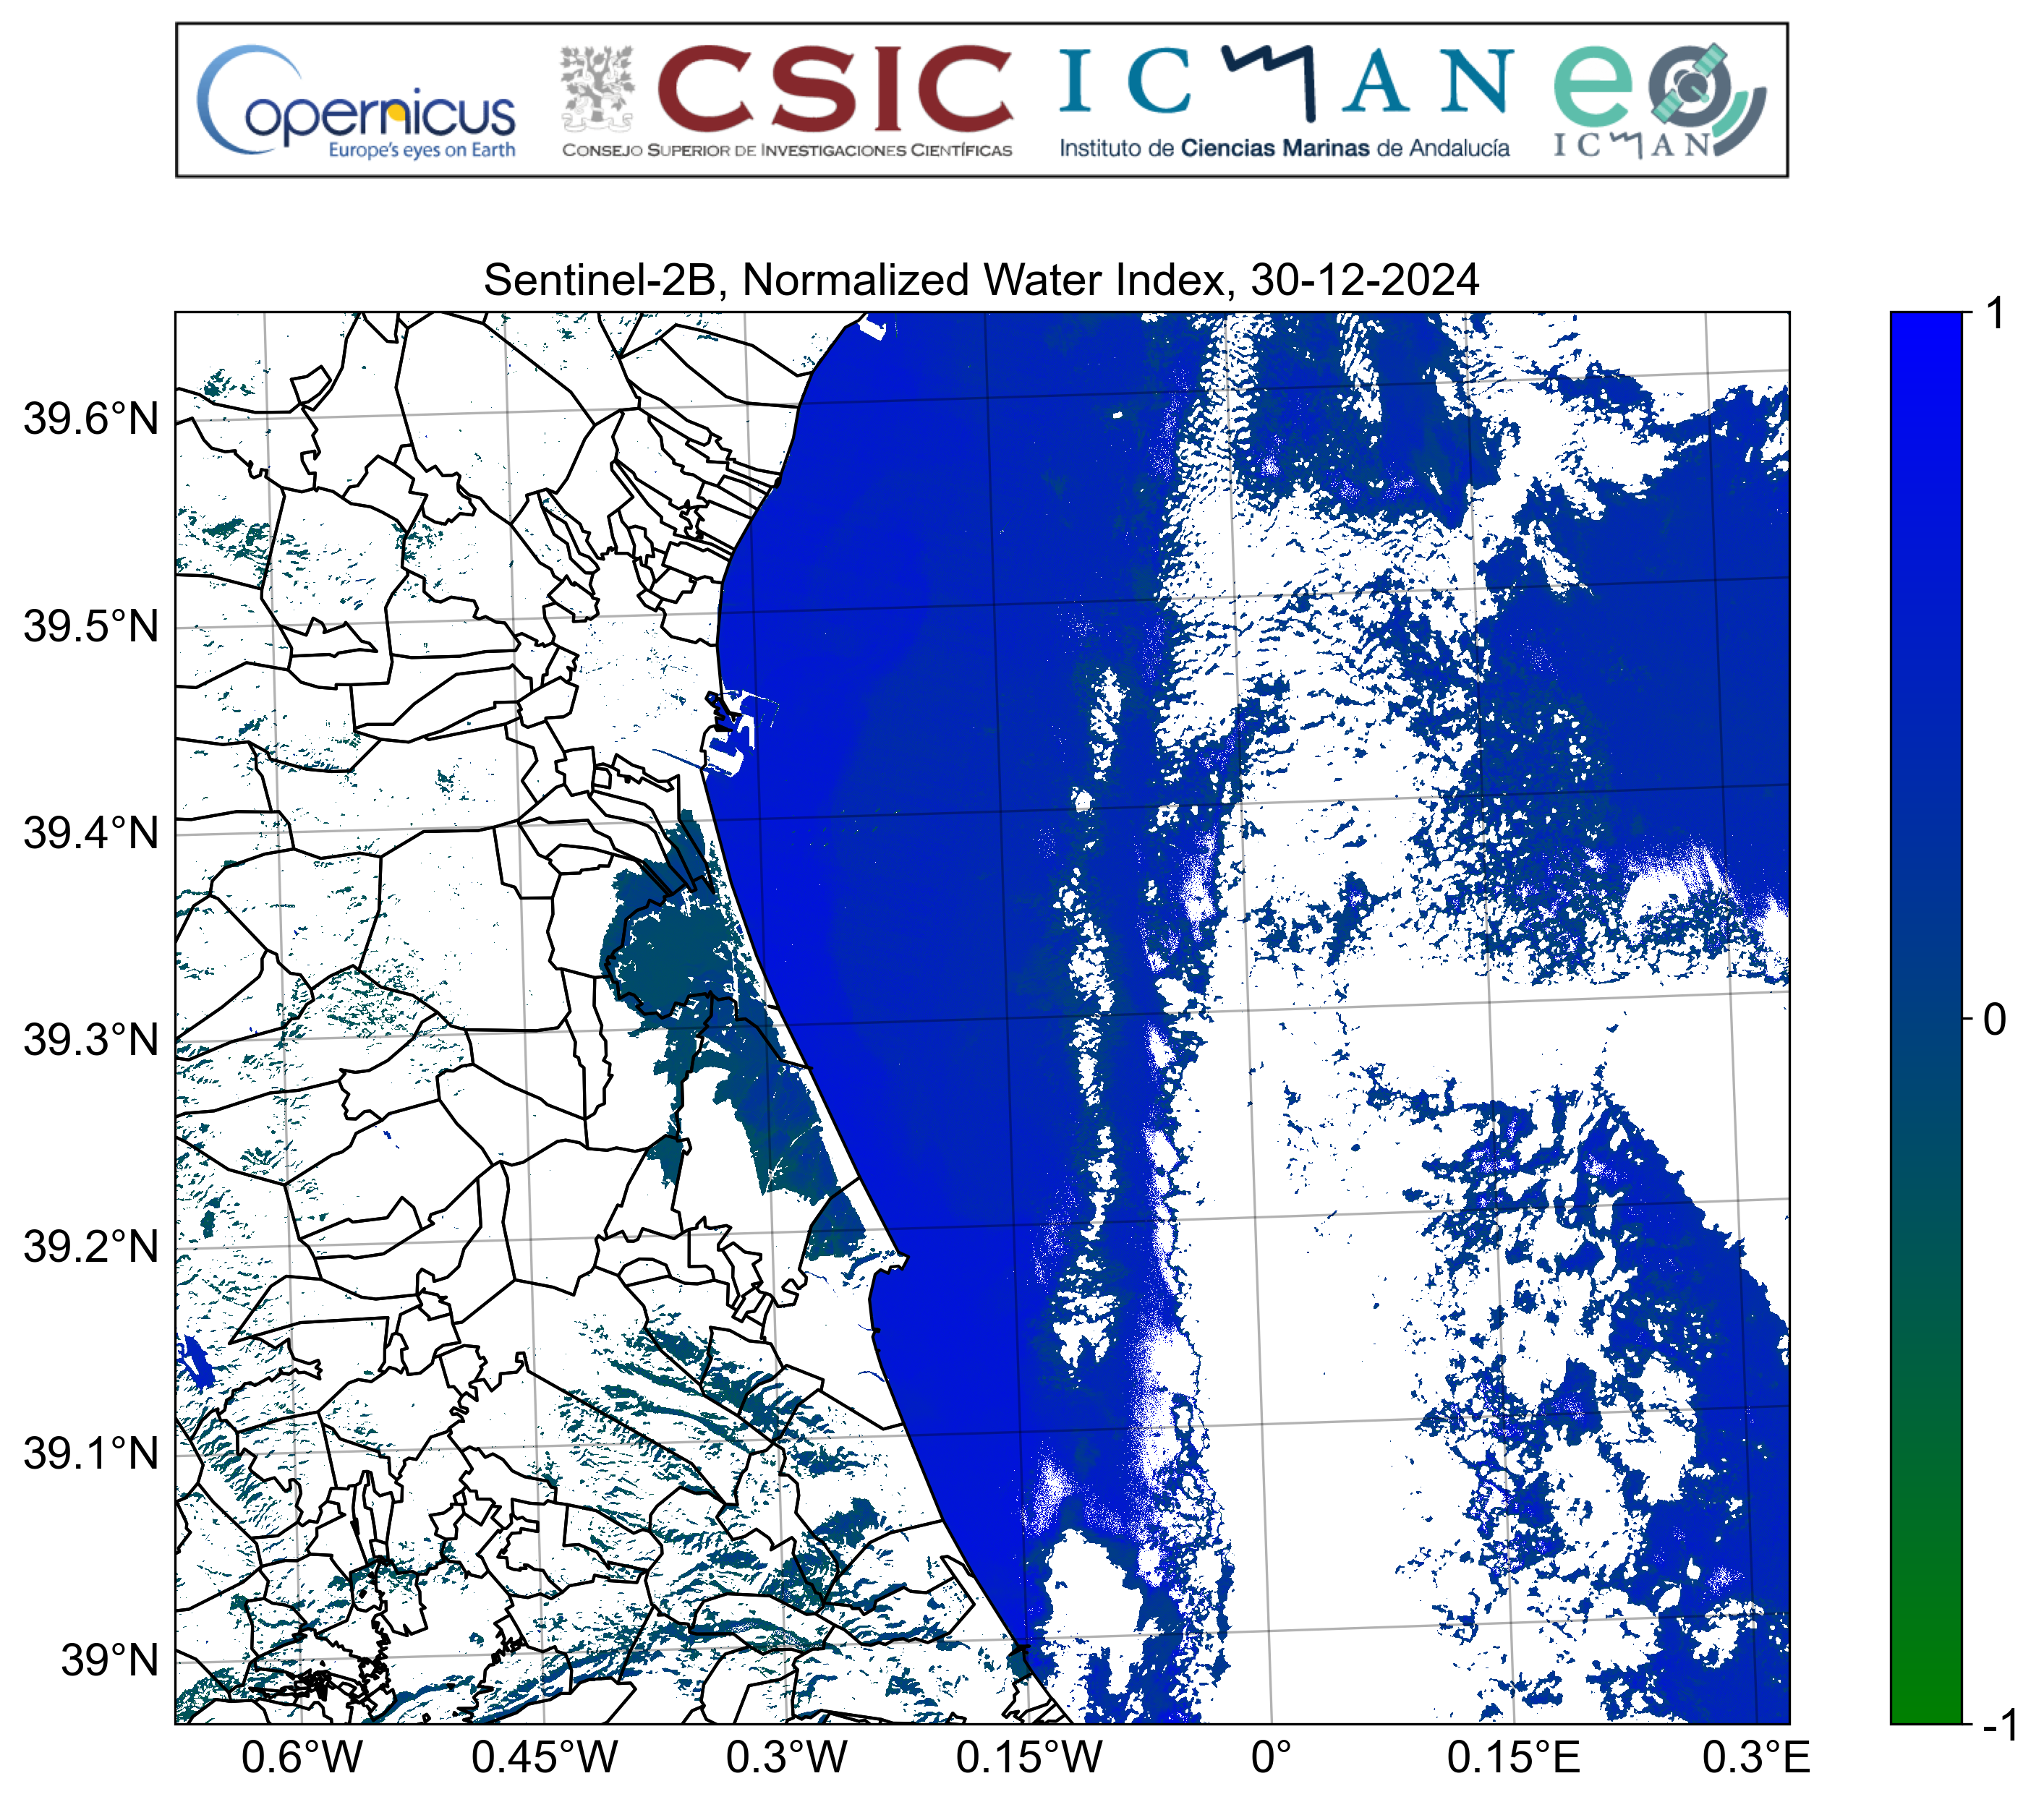 Copernicus
Europe's eyes on Earth
CSIC
CONSEJO SUPERIOR DE INVESTIGACIONES CIENTÍFICAS
ICMAN
Instituto de Ciencias Marinas de Andalucía
eo
ICMAN
Sentinel-2B, Normalized Water Index, 30-12-2024
39.6°N
39.5°N
39.4°N
39.3°N
39.2°N
39.1°N
39°N
0.6°W
0.45°W
0.3°W
0.15°W
0°
0.15°E
0.3°E
1
0
-1